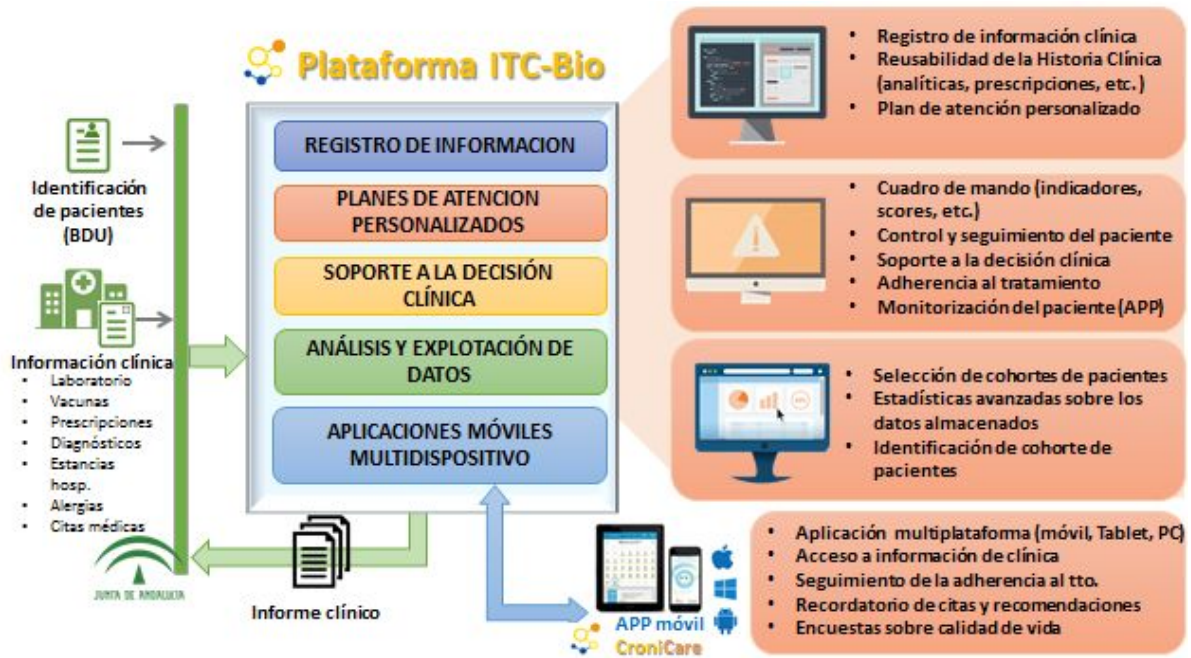 Plataforma ITC-Bio
Identificación
de pacientes
(BDU)
Información clínica
• Laboratorio
• Vacunas
• Prescripciones
• Diagnósticos
• Estancias
hosp.
• Alergias
• Citas médicas
JUNTA DE ANDALUCIA
REGISTRO DE INFORMACION
PLANES DE ATENCION
PERSONALIZADOS
SOPORTE A LA DECISIÓN
CLÍNICA
ANÁLISIS Y EXPLOTACIÓN DE
DATOS
APLICACIONES MÓVILES
MULTIDISPOSITIVO
Informe clínico
APP móvil
CroniCare
• Registro de información clínica
• Reusabilidad de la Historia Clínica
(analíticas, prescripciones, etc.)
• Plan de atención personalizado
• Cuadro de mando (indicadores,
scores, etc.)
• Control y seguimiento del paciente
• Soporte a la decisión clínica
• Adherencia al tratamiento
• Monitorización del paciente (APP)
• Selección de cohortes de pacientes
• Estadísticas avanzadas sobre los
datos almacenados
• Identificación de cohorte de
pacientes
• Aplicación multiplataforma (móvil, Tablet, PC)
• Acceso a información de clínica
• Seguimiento de la adherencia al tto.
• Recordatorio de citas y recomendaciones
• Encuestas sobre calidad de vida